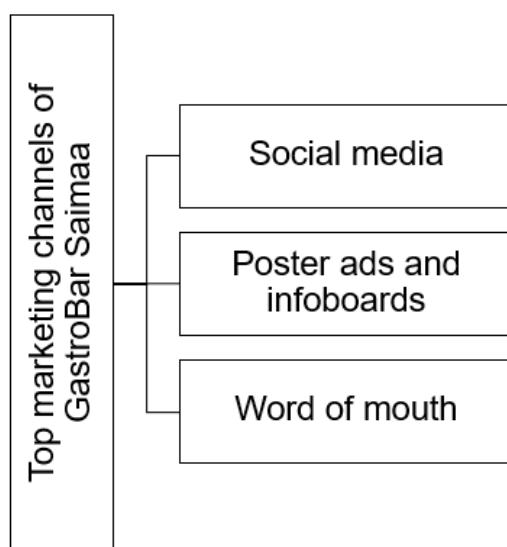 Top marketing channels of
GastroBar Saimaa
Social media
Poster ads and
infoboards
Word of mouth